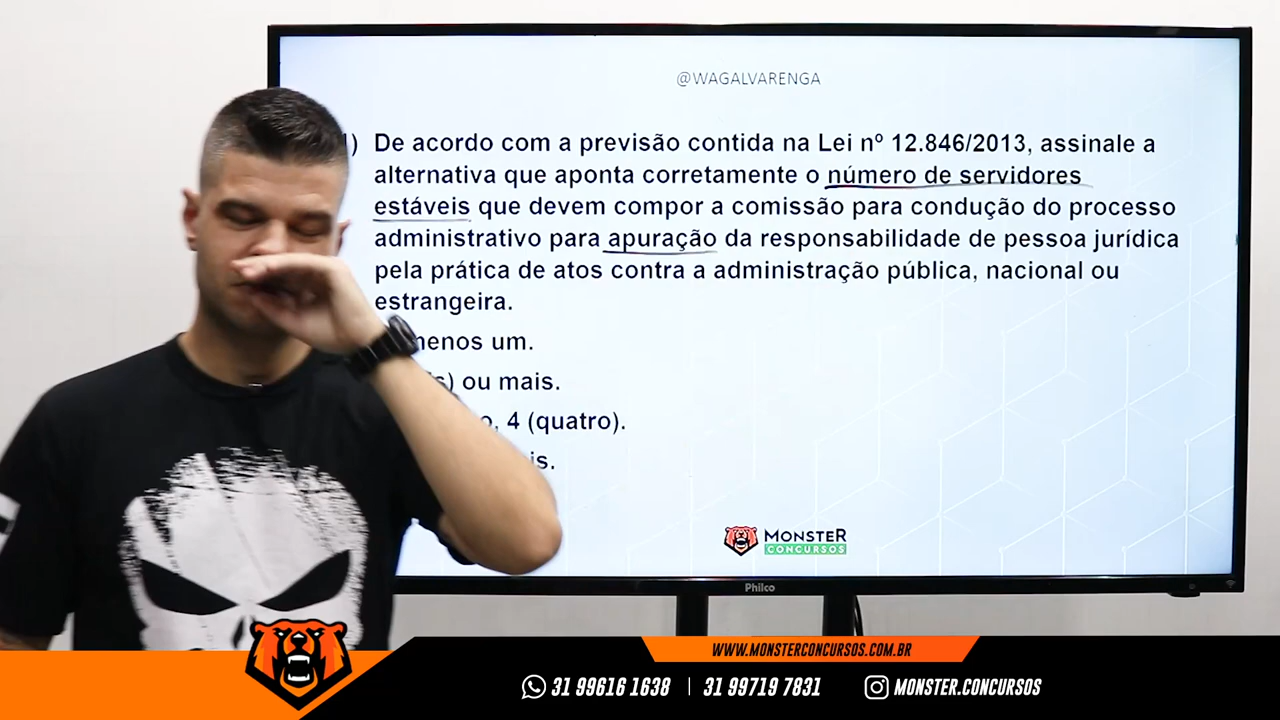 @WAGALVARENGA
1) De acordo com a previsão contida na Lei nº 12.846/2013, assinale a
alternativa que aponta corretamente o número de servidores
estáveis que devem compor a comissão para condução do processo
administrativo para apuração da responsabilidade de pessoa jurídica
pela prática de atos contra a administração pública, nacional ou
estrangeira.
menos um.
ou mais.
4 (quatro).
MONSTER
CONCURSOS
Philco
WWW.MONSTERCONCURSOS.COM.BR
31 99616 1638 | 31 99719 7831 MONSTER.CONCURSOS